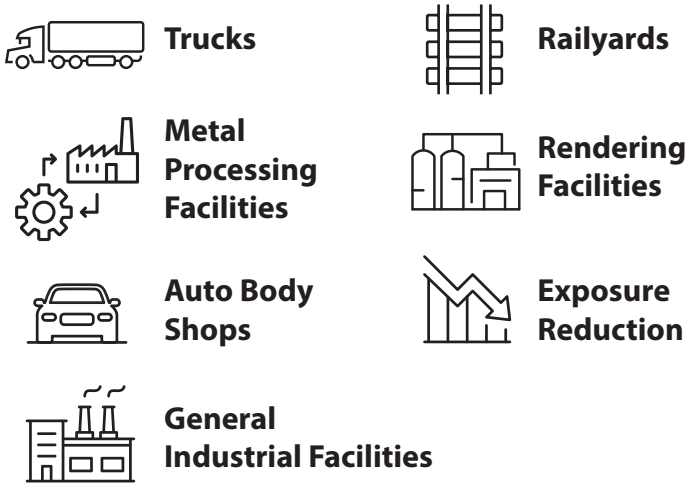 Trucks
Railyards
Metal
Processing
Facilities
Rendering
Facilities
Auto Body
Shops
Exposure
Reduction
General
Industrial Facilities